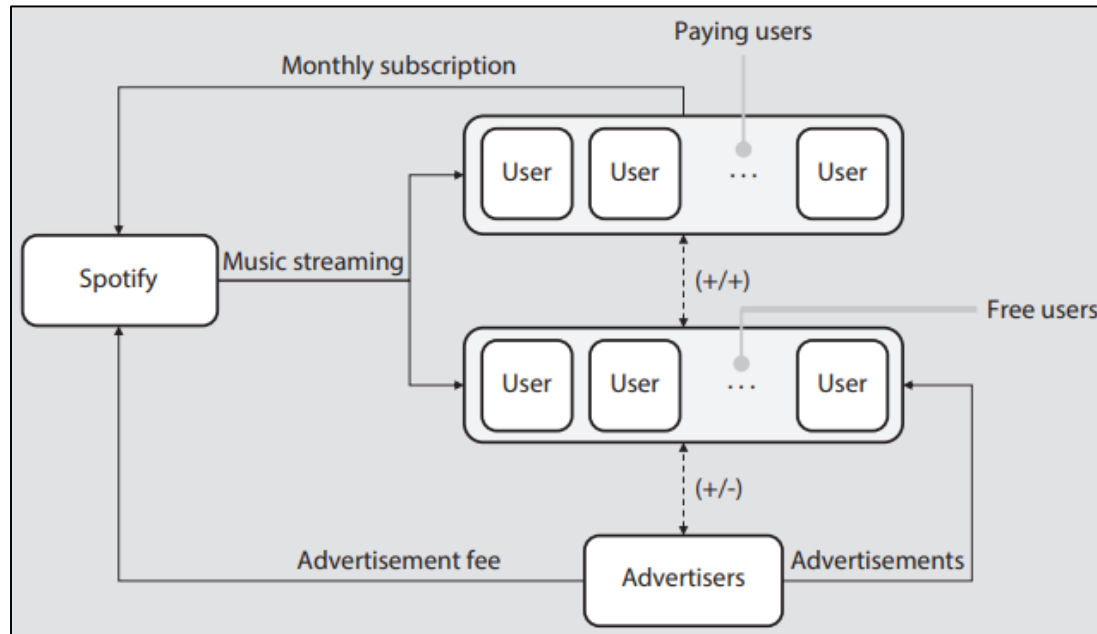 Paying users
Monthly subscription
User User ... User
Spotify
Music streaming
(+/+)
Free users
User User ... User
(+/-)
Advertisement fee
Advertisers
Advertisements